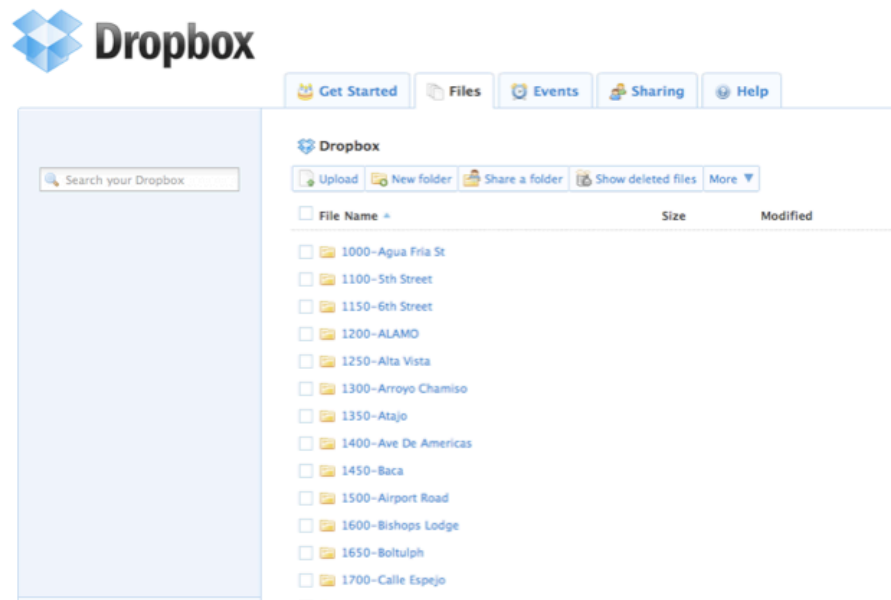 Dropbox
Get Started Files Events Sharing Help
Search your Dropbox
Dropbox
Upload New folder Share a folder Show deleted files More
File Name Size Modified
1000-Agua Fria St
1100-5th Street
1150-6th Street
1200-ALAMO
1250-Alta Vista
1300-Arroyo Chamiso
1350-Atajo
1400-Ave De Americas
1450-Baca
1500-Airport Road
1600-Bishops Lodge
1650-Boltulph
1700-Calle Espejo